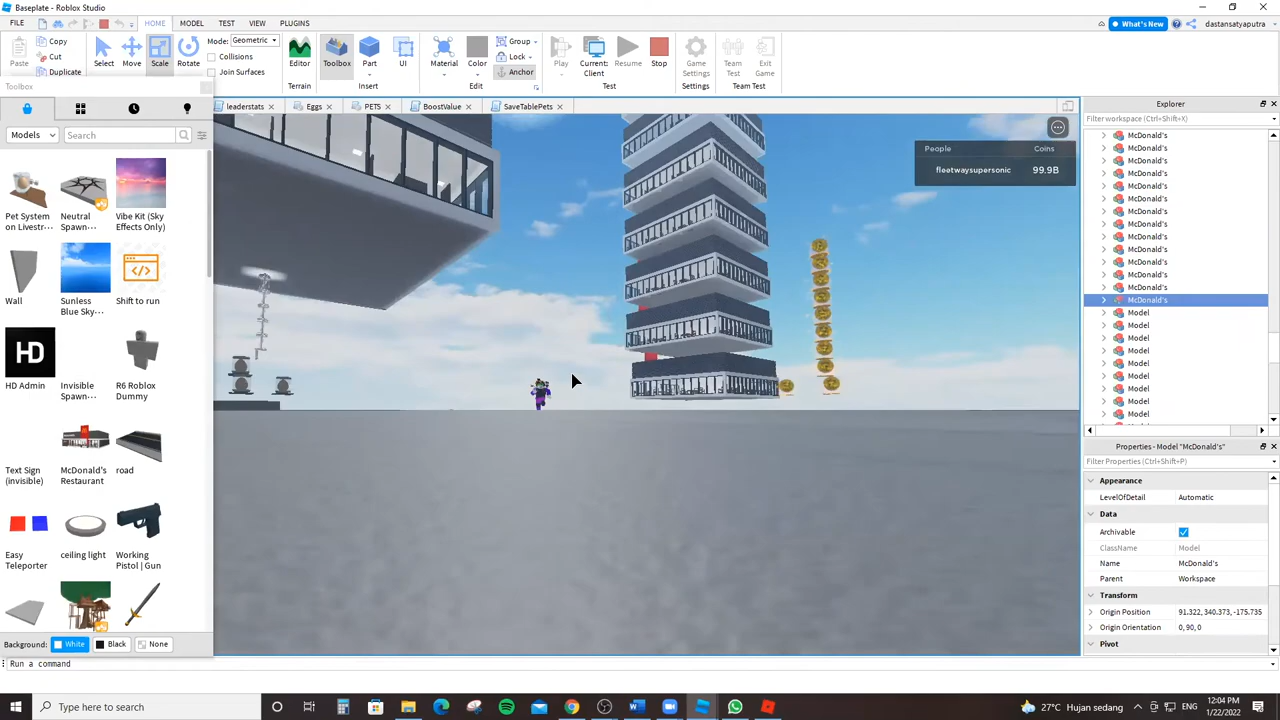 Baseplate - Roblox Studio
FILE HOME MODEL TEST VIEW PLUGINS What's New dastansatyaputra
Paste Copy Cut Duplicate
Select Move Scale Rotate
Mode: Geometric
Collisions
Join Surfaces
Editor Toolbox Part UI
Material Color Group Lock Anchor
Play Current: Client Resume Stop
Game Settings Team Test Exit Game
Terrain Insert Edit Test Settings Team Test
Toolbox
leaderstats Eggs PETS BoostValue SaveTablePets
Models Search
Pet System on Livestr...
Neutral Spawn...
Vibe Kit (Sky Effects Only)
Wall
Sunless Blue Sky...
Shift to run
HD
HD Admin
Invisible Spawn...
R6 Roblox Dummy
Text Sign (invisible)
McDonald's Restaurant
road
Easy Teleporter
ceiling light
Working Pistol | Gun
Background: White Black None
Run a command
People Coins
fleetwaysupersonic 99.9B
Explorer
Filter workspace (Ctrl+Shift+X)
McDonald's
McDonald's
McDonald's
McDonald's
McDonald's
McDonald's
McDonald's
McDonald's
McDonald's
McDonald's
McDonald's
McDonald's
McDonald's
McDonald's
Model
Model
Model
Model
Model
Model
Model
Model
Model
Properties - Model "McDonald's"
Filter Properties (Ctrl+Shift+P)
Appearance
LevelOfDetail Automatic
Data
Archivable
ClassName Model
Name McDonald's
Parent Workspace
Transform
Origin Position 91.322, 340.373, -175.735
Origin Orientation 0, 90, 0
Pivot
Type here to search
27°C Hujan sedang ENG 12:04 PM
1/22/2022